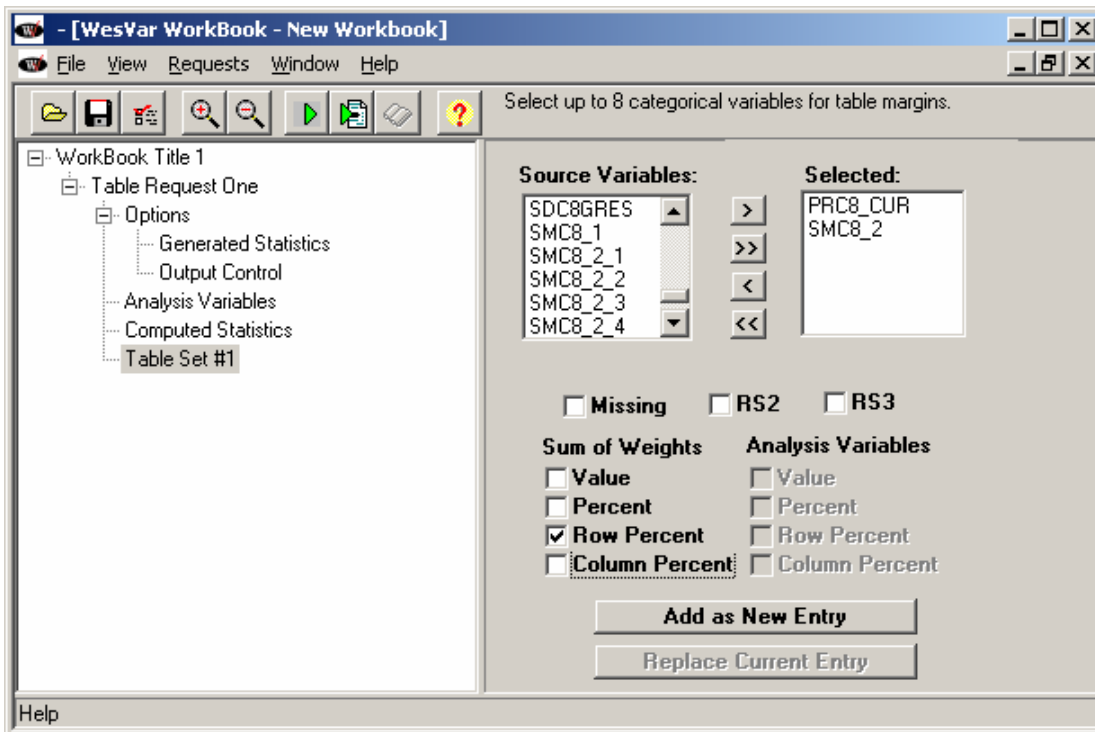 - [WesVar WorkBook - New Workbook]
File View Requests Window Help
Select up to 8 categorical variables for table margins.
WorkBook Title 1
Table Request One
Options
Generated Statistics
Output Control
Analysis Variables
Computed Statistics
Table Set #1
Source Variables:
SDC8GRES
SMC8_1
SMC8_2_1
SMC8_2_2
SMC8_2_3
SMC8_2_4
>
>>
<
<<
Selected:
PRC8_CUR
SMC8_2
Missing RS2 RS3
Sum of Weights Analysis Variables
Value Value
Percent Percent
Row Percent Row Percent
Column Percent Column Percent
Add as New Entry
Replace Current Entry
Help